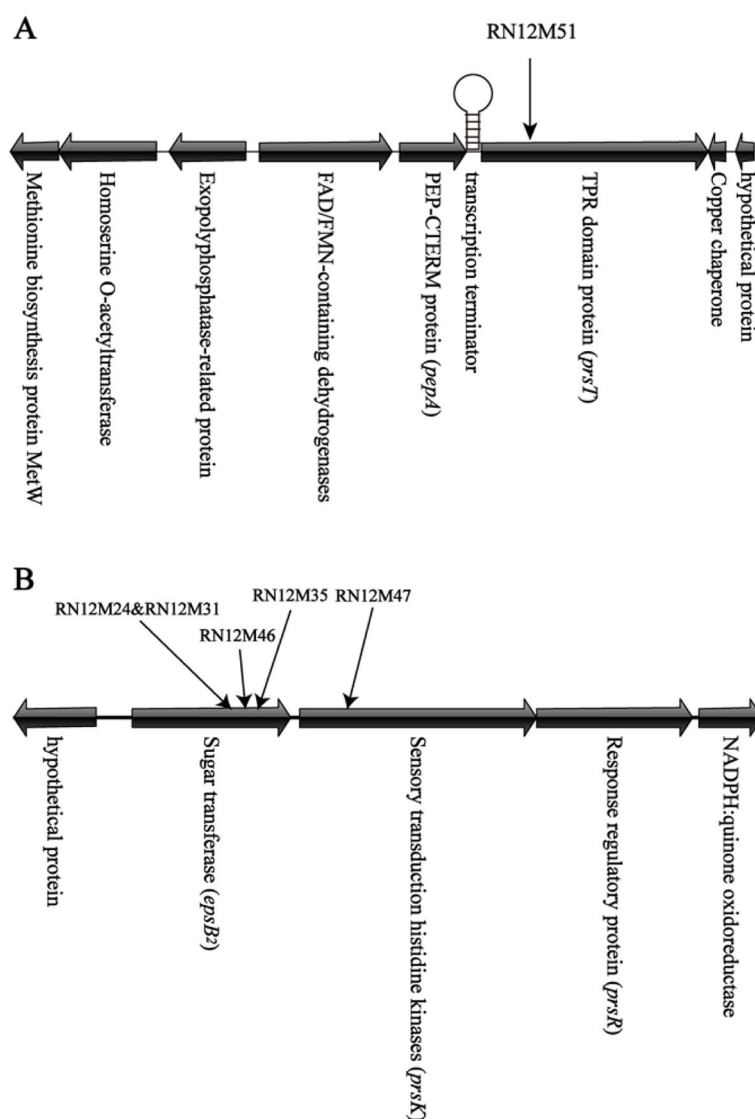 A
RN12M51
Methionine biosynthesis protein MetW
Homoserine O-acetyltransferase
Exopolyphosphatase-related protein
FAD/FMN-containing dehydrogenases
PEP-CTERM protein (pepA)
transcription terminator
TPR domain protein (prsT)
Copper chaperone
hypothetical protein
B
RN12M24&RN12M31
RN12M46
RN12M35
RN12M47
hypothetical protein
Sugar transferase (epsB2)
Sensory transduction histidine kinases (prsK)
Response regulatory protein (prsR)
NADPH:quinone oxidoreductase